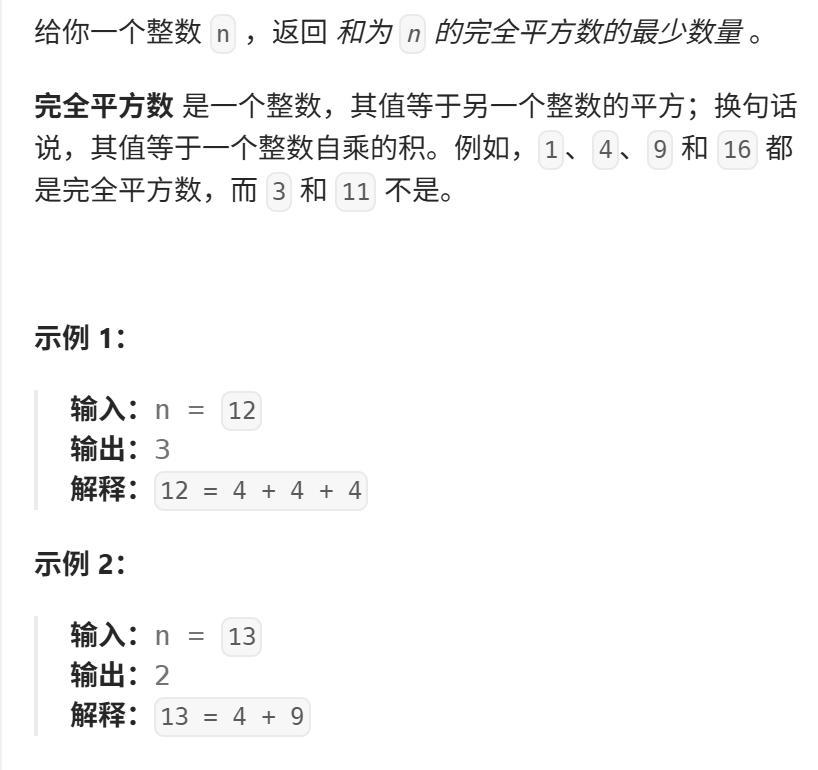 给你一个整数 n ，返回 和为 n 的完全平方数的最少数量 。
完全平方数 是一个整数，其值等于另一个整数的平方；换句话
说，其值等于一个整数自乘的积。例如，1、4、9 和 16 都
是完全平方数，而 3 和 11 不是。
示例 1：
输入：n = 12
输出：3
解释：12 = 4 + 4 + 4
示例 2：
输入：n = 13
输出：2
解释：13 = 4 + 9